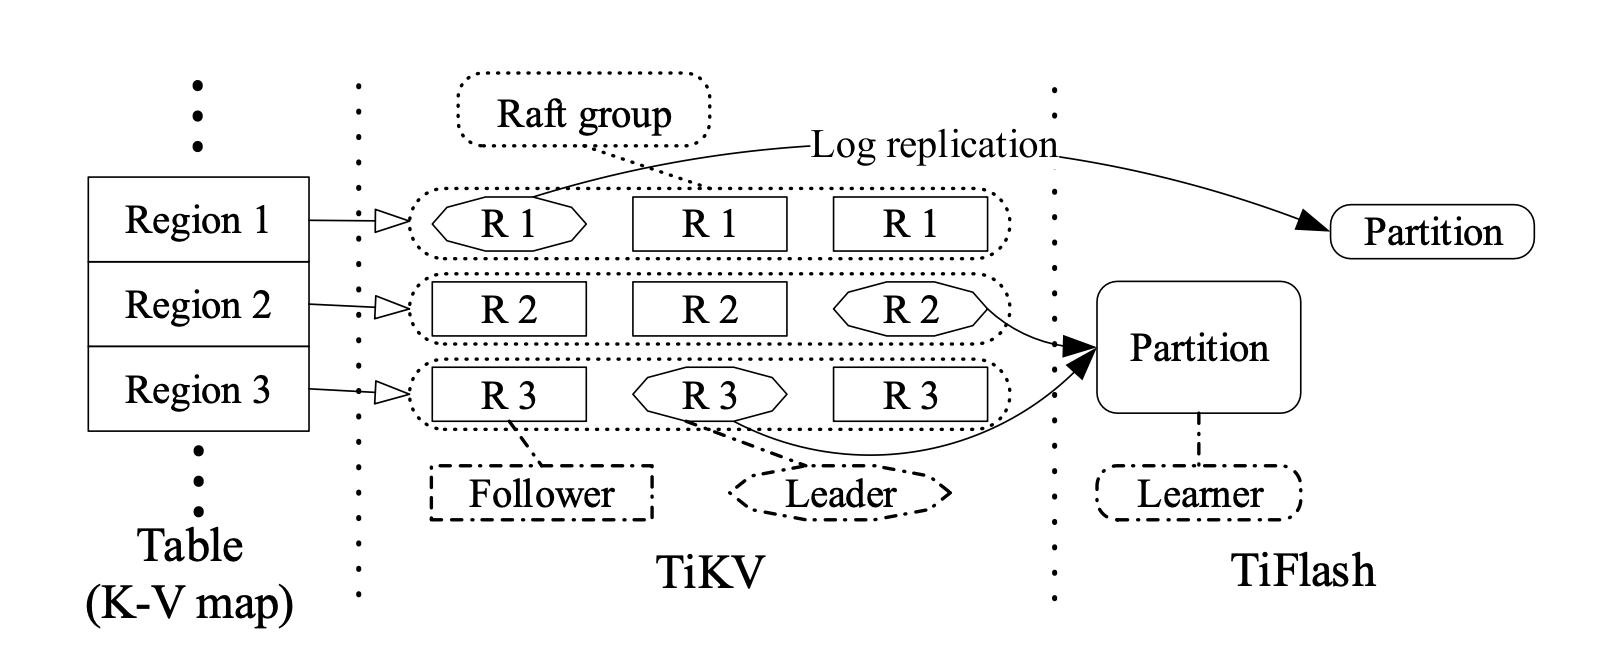 Raft group
Log replication
Region 1
R 1
R 1
R 1
Partition
Region 2
R 2
R 2
R 2
Partition
Region 3
R 3
R 3
R 3
Follower
Leader
Learner
Table
(K-V map)
TiKV
TiFlash